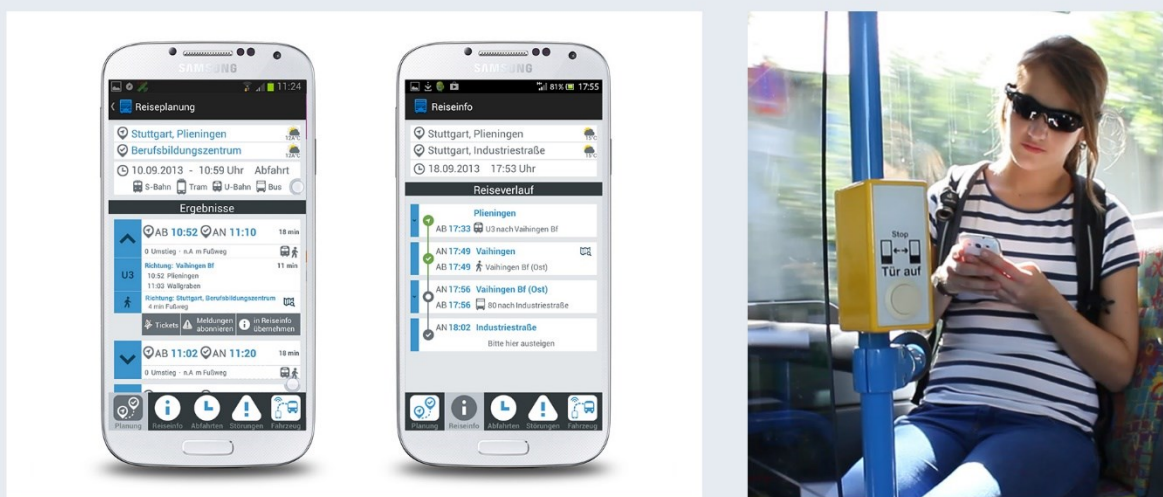 SAMSUNG
11:24
Reiseplanung
Stuttgart, Plieningen
Berufsbildungszentrum
10.09.2013 - 10:59 Uhr Abfahrt
S-Bahn Tram U-Bahn Bus
Ergebnisse
AB 10:52 AN 11:10 18 min
0 Umstieg - n.A. m Fußweg
U3
Richtung: Vaihingen Bf 11 min
10:52 Plieningen
11:03 Wallgraben
Richtung: Stuttgart, Berufsbildungszentrum
4 min Fußweg
Tickets
Meldungen
abonnieren
in Reiseinfo
übernehmen
AB 11:02 AN 11:20 18 min
0 Umstieg - n.A. m Fußweg
Planung Reiseinfo Abfahrten Störungen Fahrzeug
SAMSUNG
81% 17:55
Reiseinfo
Stuttgart, Plieningen
Stuttgart, Industriestraße
18.09.2013 17:53 Uhr
Reiseverlauf
Plieningen
AB 17:33 U3 nach Vaihingen Bf
AN 17:49 Vaihingen
AB 17:49 Vaihingen Bf (Ost)
AN 17:56 Vaihingen Bf (Ost)
AB 17:56 80 nach Industriestraße
AN 18:02 Industriestraße
Bitte hier austeigen
Planung Reiseinfo Abfahrten Störungen Fahrzeug
Stop
Tür auf